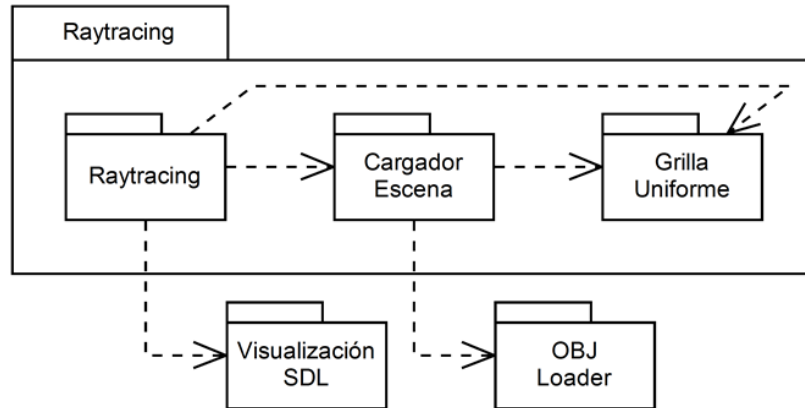 Raytracing
Raytracing
Cargador
Escena
Grilla
Uniforme
Visualización
SDL
OBJ
Loader